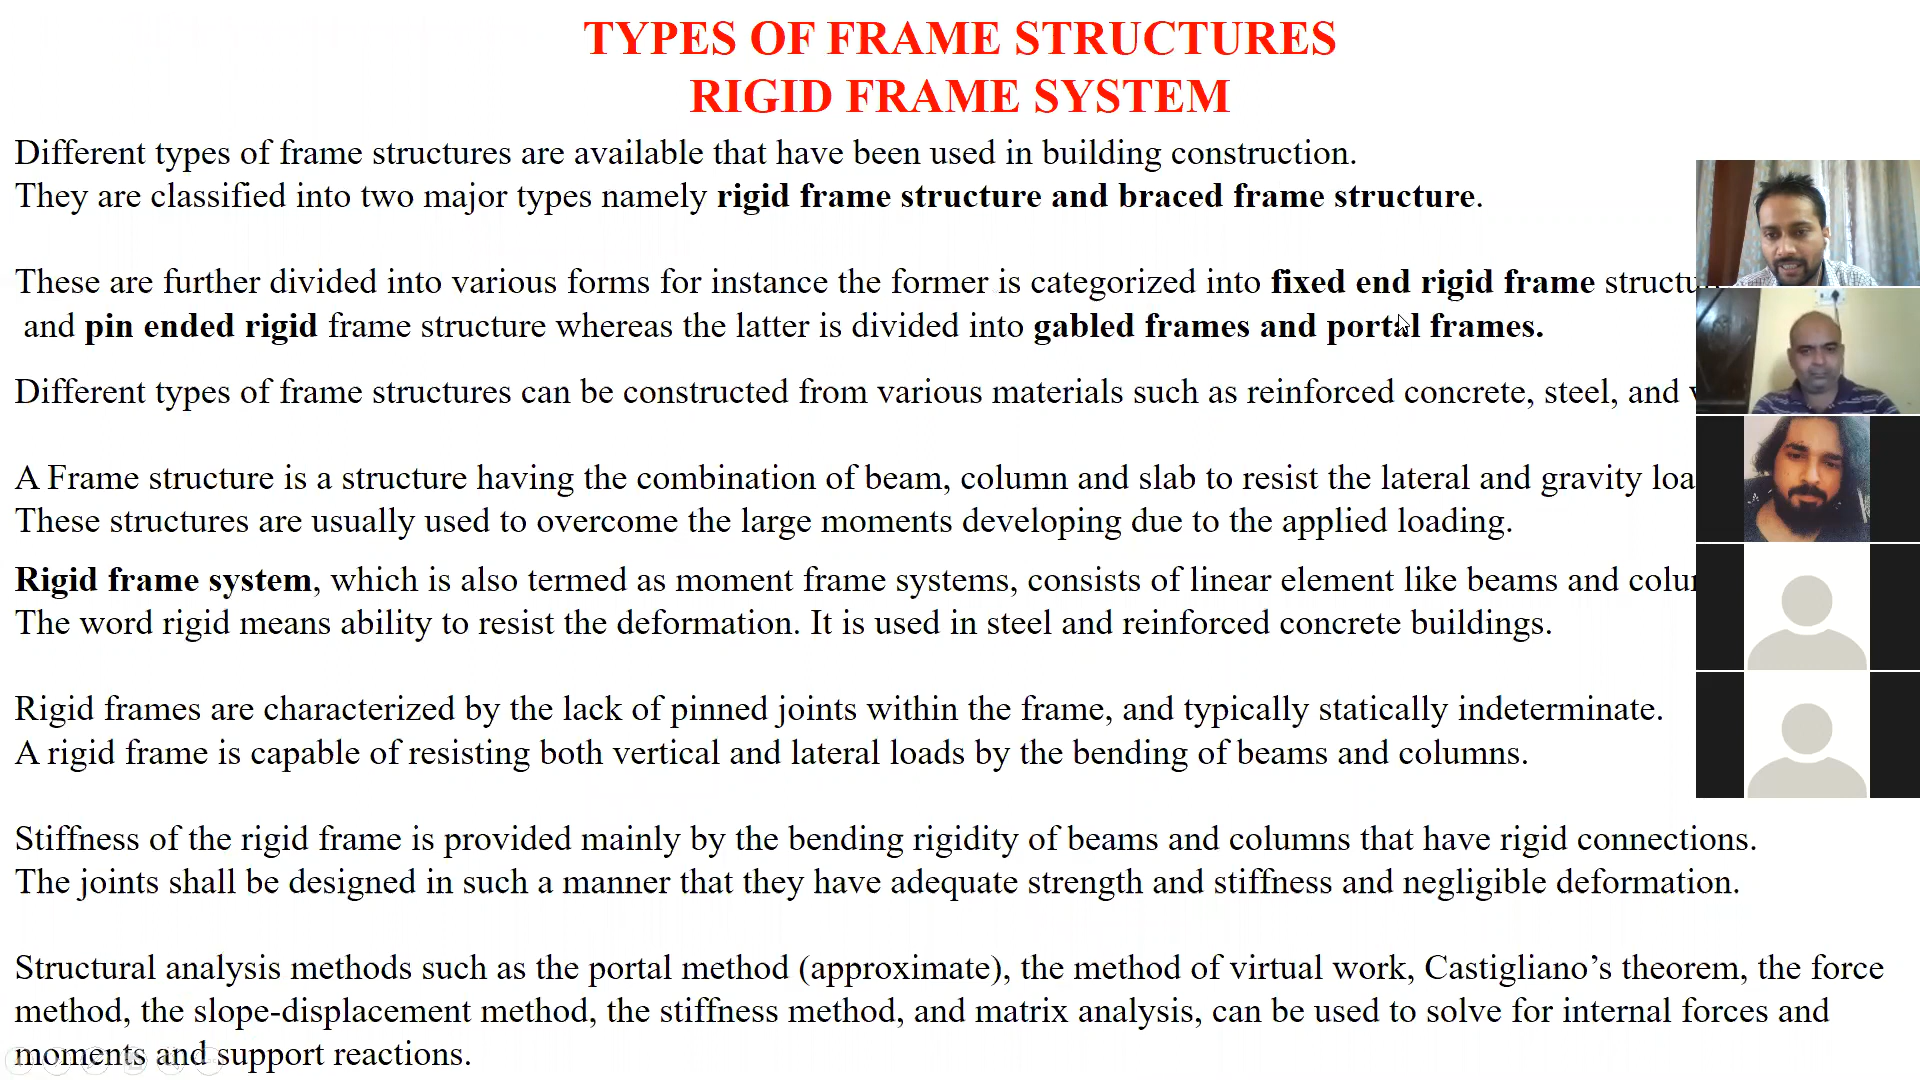 TYPES OF FRAME STRUCTURES
RIGID FRAME SYSTEM
Different types of frame structures are available that have been used in building construction.
They are classified into two major types namely rigid frame structure and braced frame structure.
These are further divided into various forms for instance the former is categorized into fixed end rigid frame
and pin ended rigid frame structure whereas the latter is divided into gabled frames and portal frames.
Different types of frame structures can be constructed from various materials such as reinforced concrete, steel, and
A Frame structure is a structure having the combination of beam, column and slab to resist the lateral and gravity
These structures are usually used to overcome the large moments developing due to the applied loading.
Rigid frame system, which is also termed as moment frame systems, consists of linear element like beams and
The word rigid means ability to resist the deformation. It is used in steel and reinforced concrete buildings.
Rigid frames are characterized by the lack of pinned joints within the frame, and typically statically indeterminate.
A rigid frame is capable of resisting both vertical and lateral loads by the bending of beams and columns.
Stiffness of the rigid frame is provided mainly by the bending rigidity of beams and columns that have rigid connections.
The joints shall be designed in such a manner that they have adequate strength and stiffness and negligible deformation.
Structural analysis methods such as the portal method (approximate), the method of virtual work, Castigliano’s theorem, the force
method, the slope-displacement method, the stiffness method, and matrix analysis, can be used to solve for internal forces and
moments and support reactions.